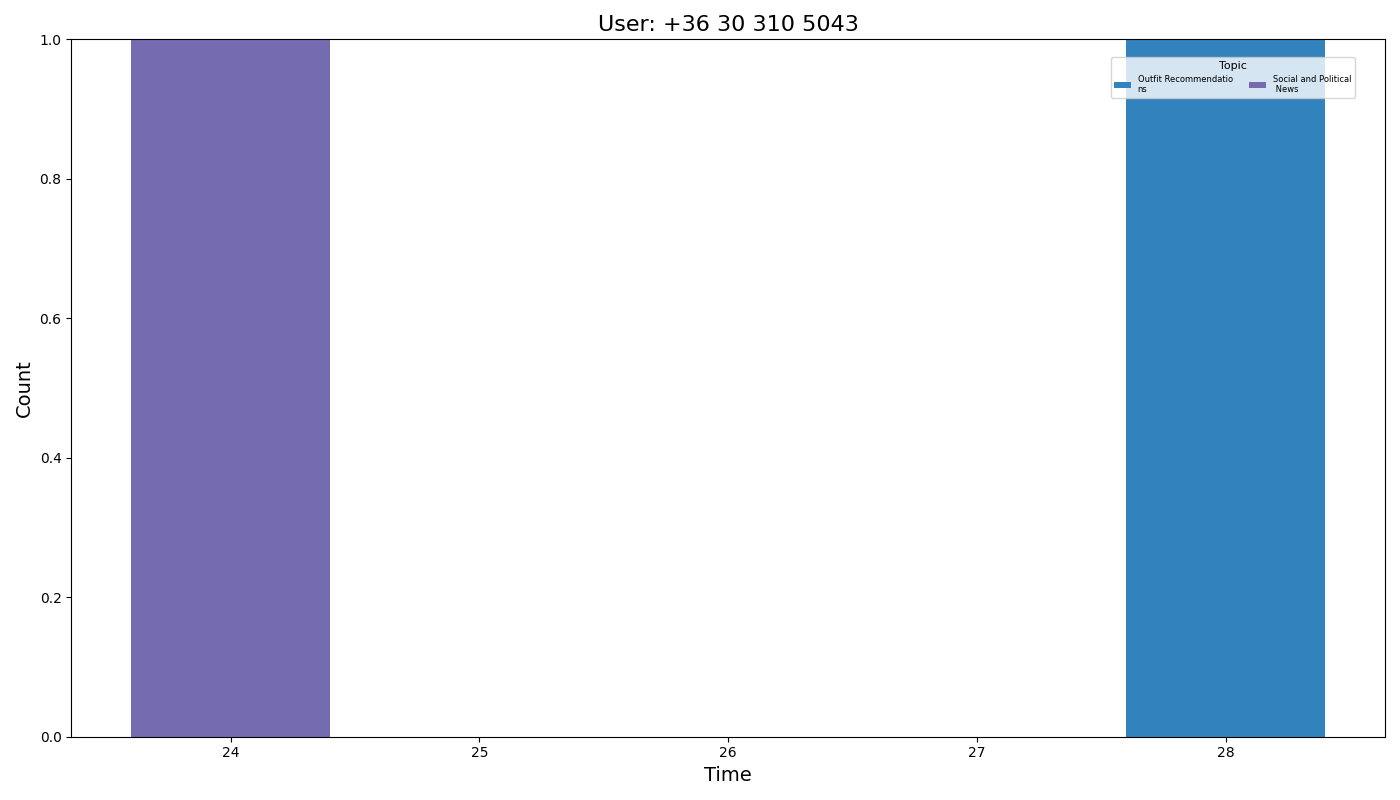 User: +36 30 310 5043
1.0
0.8
0.6
0.4
0.2
0.0
Count
Topic
Outfit Recommendatio
ns
Social and Political
News
24 25 26 27 28
Time